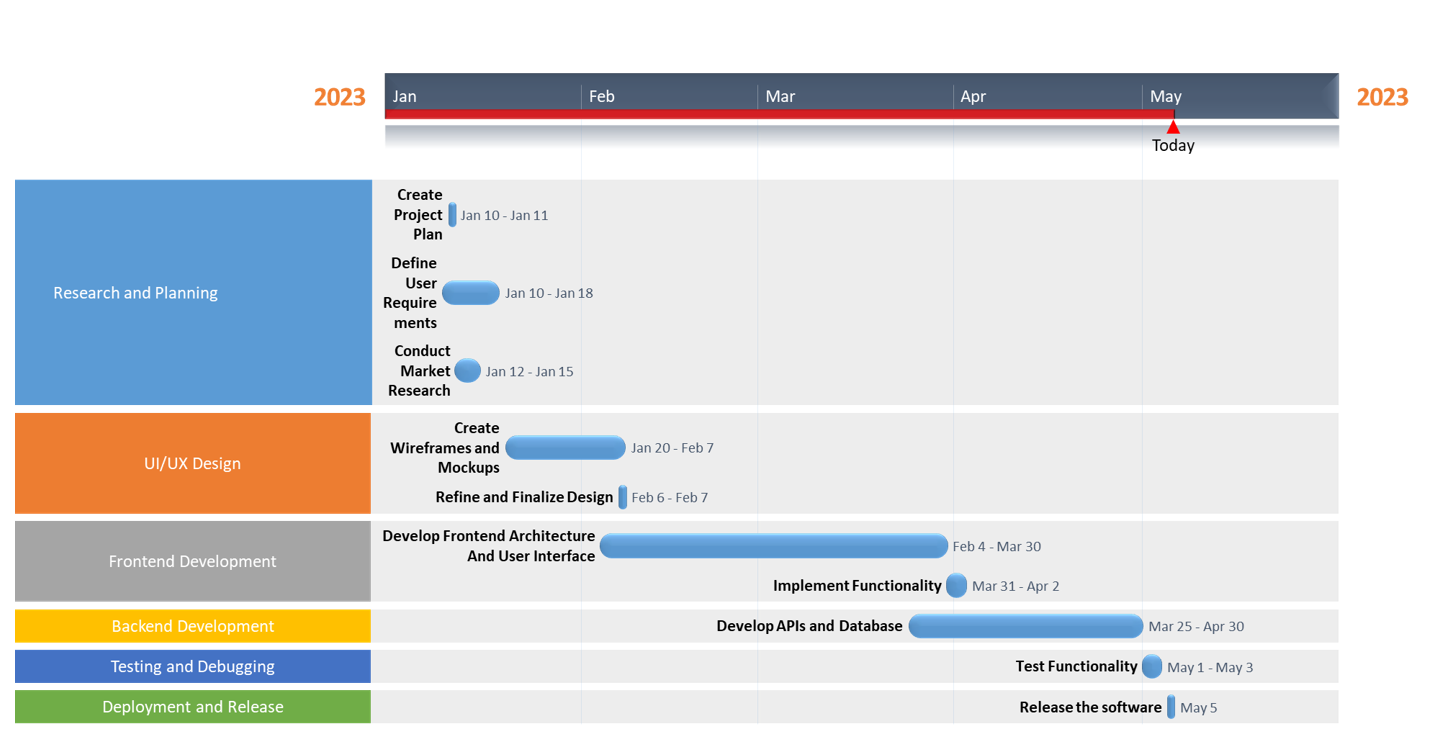 2023
Jan
Feb
Mar
Apr
May
2023
Today
Research and Planning
Create
Project
Plan
Jan 10 - Jan 11
Define
User
Require
ments
Jan 10 - Jan 18
Conduct
Market
Research
Jan 12 - Jan 15
UI/UX Design
Create
Wireframes and
Mockups
Jan 20 - Feb 7
Refine and Finalize Design
Feb 6 - Feb 7
Frontend Development
Develop Frontend Architecture
And User Interface
Feb 4 - Mar 30
Implement Functionality
Mar 31 - Apr 2
Backend Development
Develop APIs and Database
Mar 25 - Apr 30
Testing and Debugging
Test Functionality
May 1 - May 3
Deployment and Release
Release the software
May 5